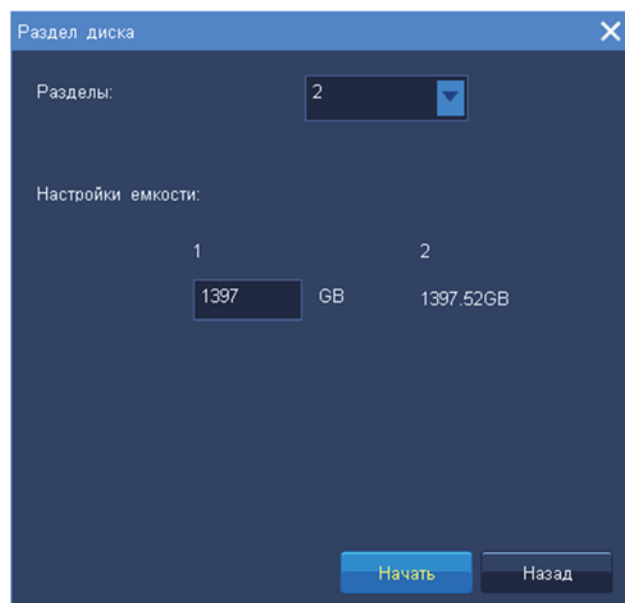 Раздел диска
Разделы: 2
Настройки емкости:
1 2
1397 GB 1397.52GB
Начать Назад